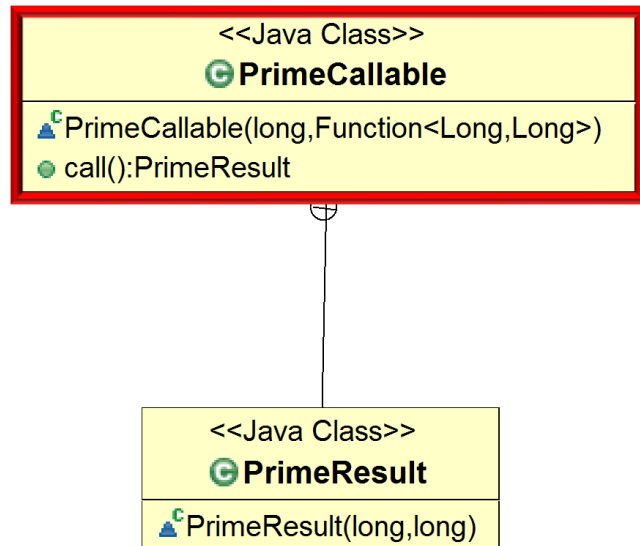 <<Java Class>>
PrimeCallable
PrimeCallable(long,Function<Long,Long>)
call():PrimeResult
<<Java Class>>
PrimeResult
PrimeResult(long,long)